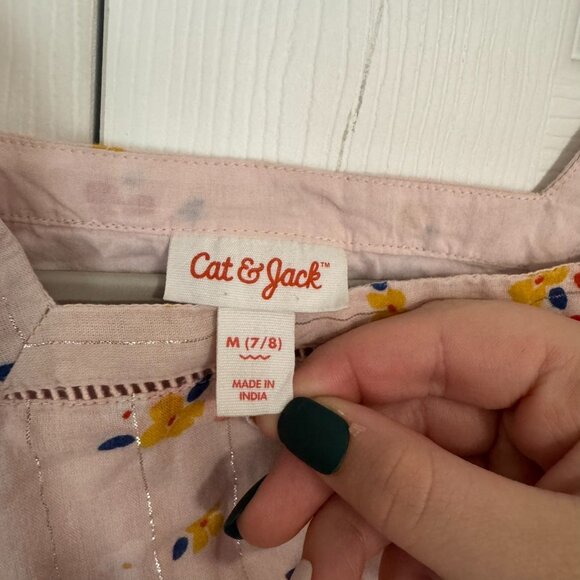 Cat & Jack™
M (7/8)
MADE IN
INDIA